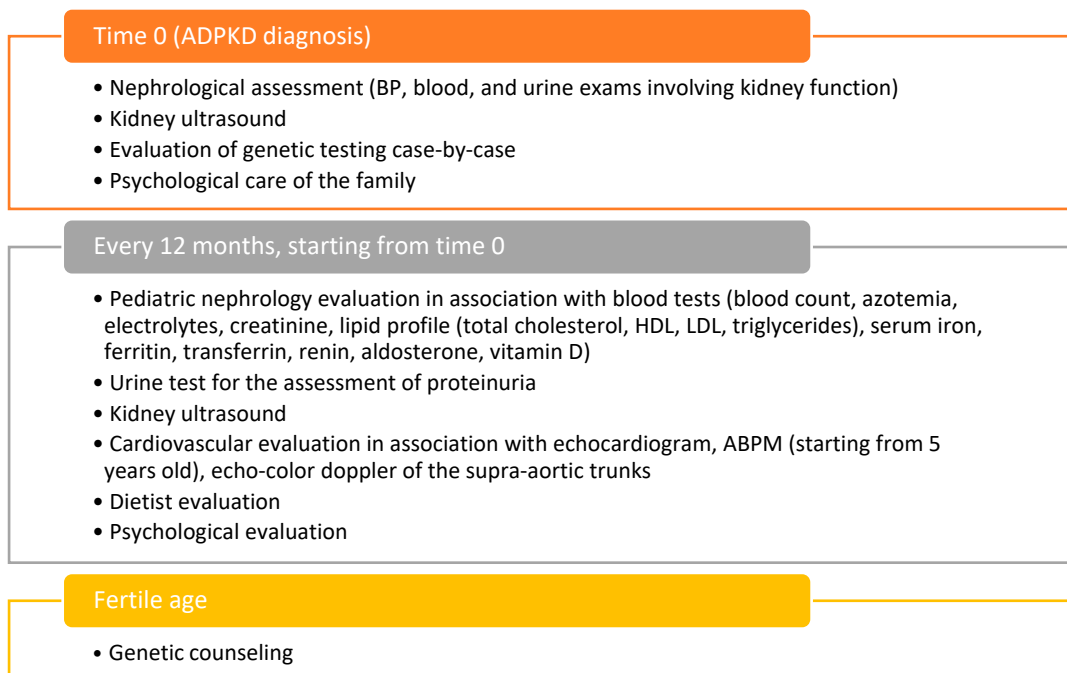 Time 0 (ADPKD diagnosis)
• Nephrological assessment (BP, blood, and urine exams involving kidney function)
• Kidney ultrasound
• Evaluation of genetic testing case-by-case
• Psychological care of the family
Every 12 months, starting from time 0
• Pediatric nephrology evaluation in association with blood tests (blood count, azotemia,
electrolytes, creatinine, lipid profile (total cholesterol, HDL, LDL, triglycerides), serum iron,
ferritin, transferrin, renin, aldosterone, vitamin D)
• Urine test for the assessment of proteinuria
• Kidney ultrasound
• Cardiovascular evaluation in association with echocardiogram, ABPM (starting from 5
years old), echo-color doppler of the supra-aortic trunks
• Dietist evaluation
• Psychological evaluation
Fertile age
• Genetic counseling